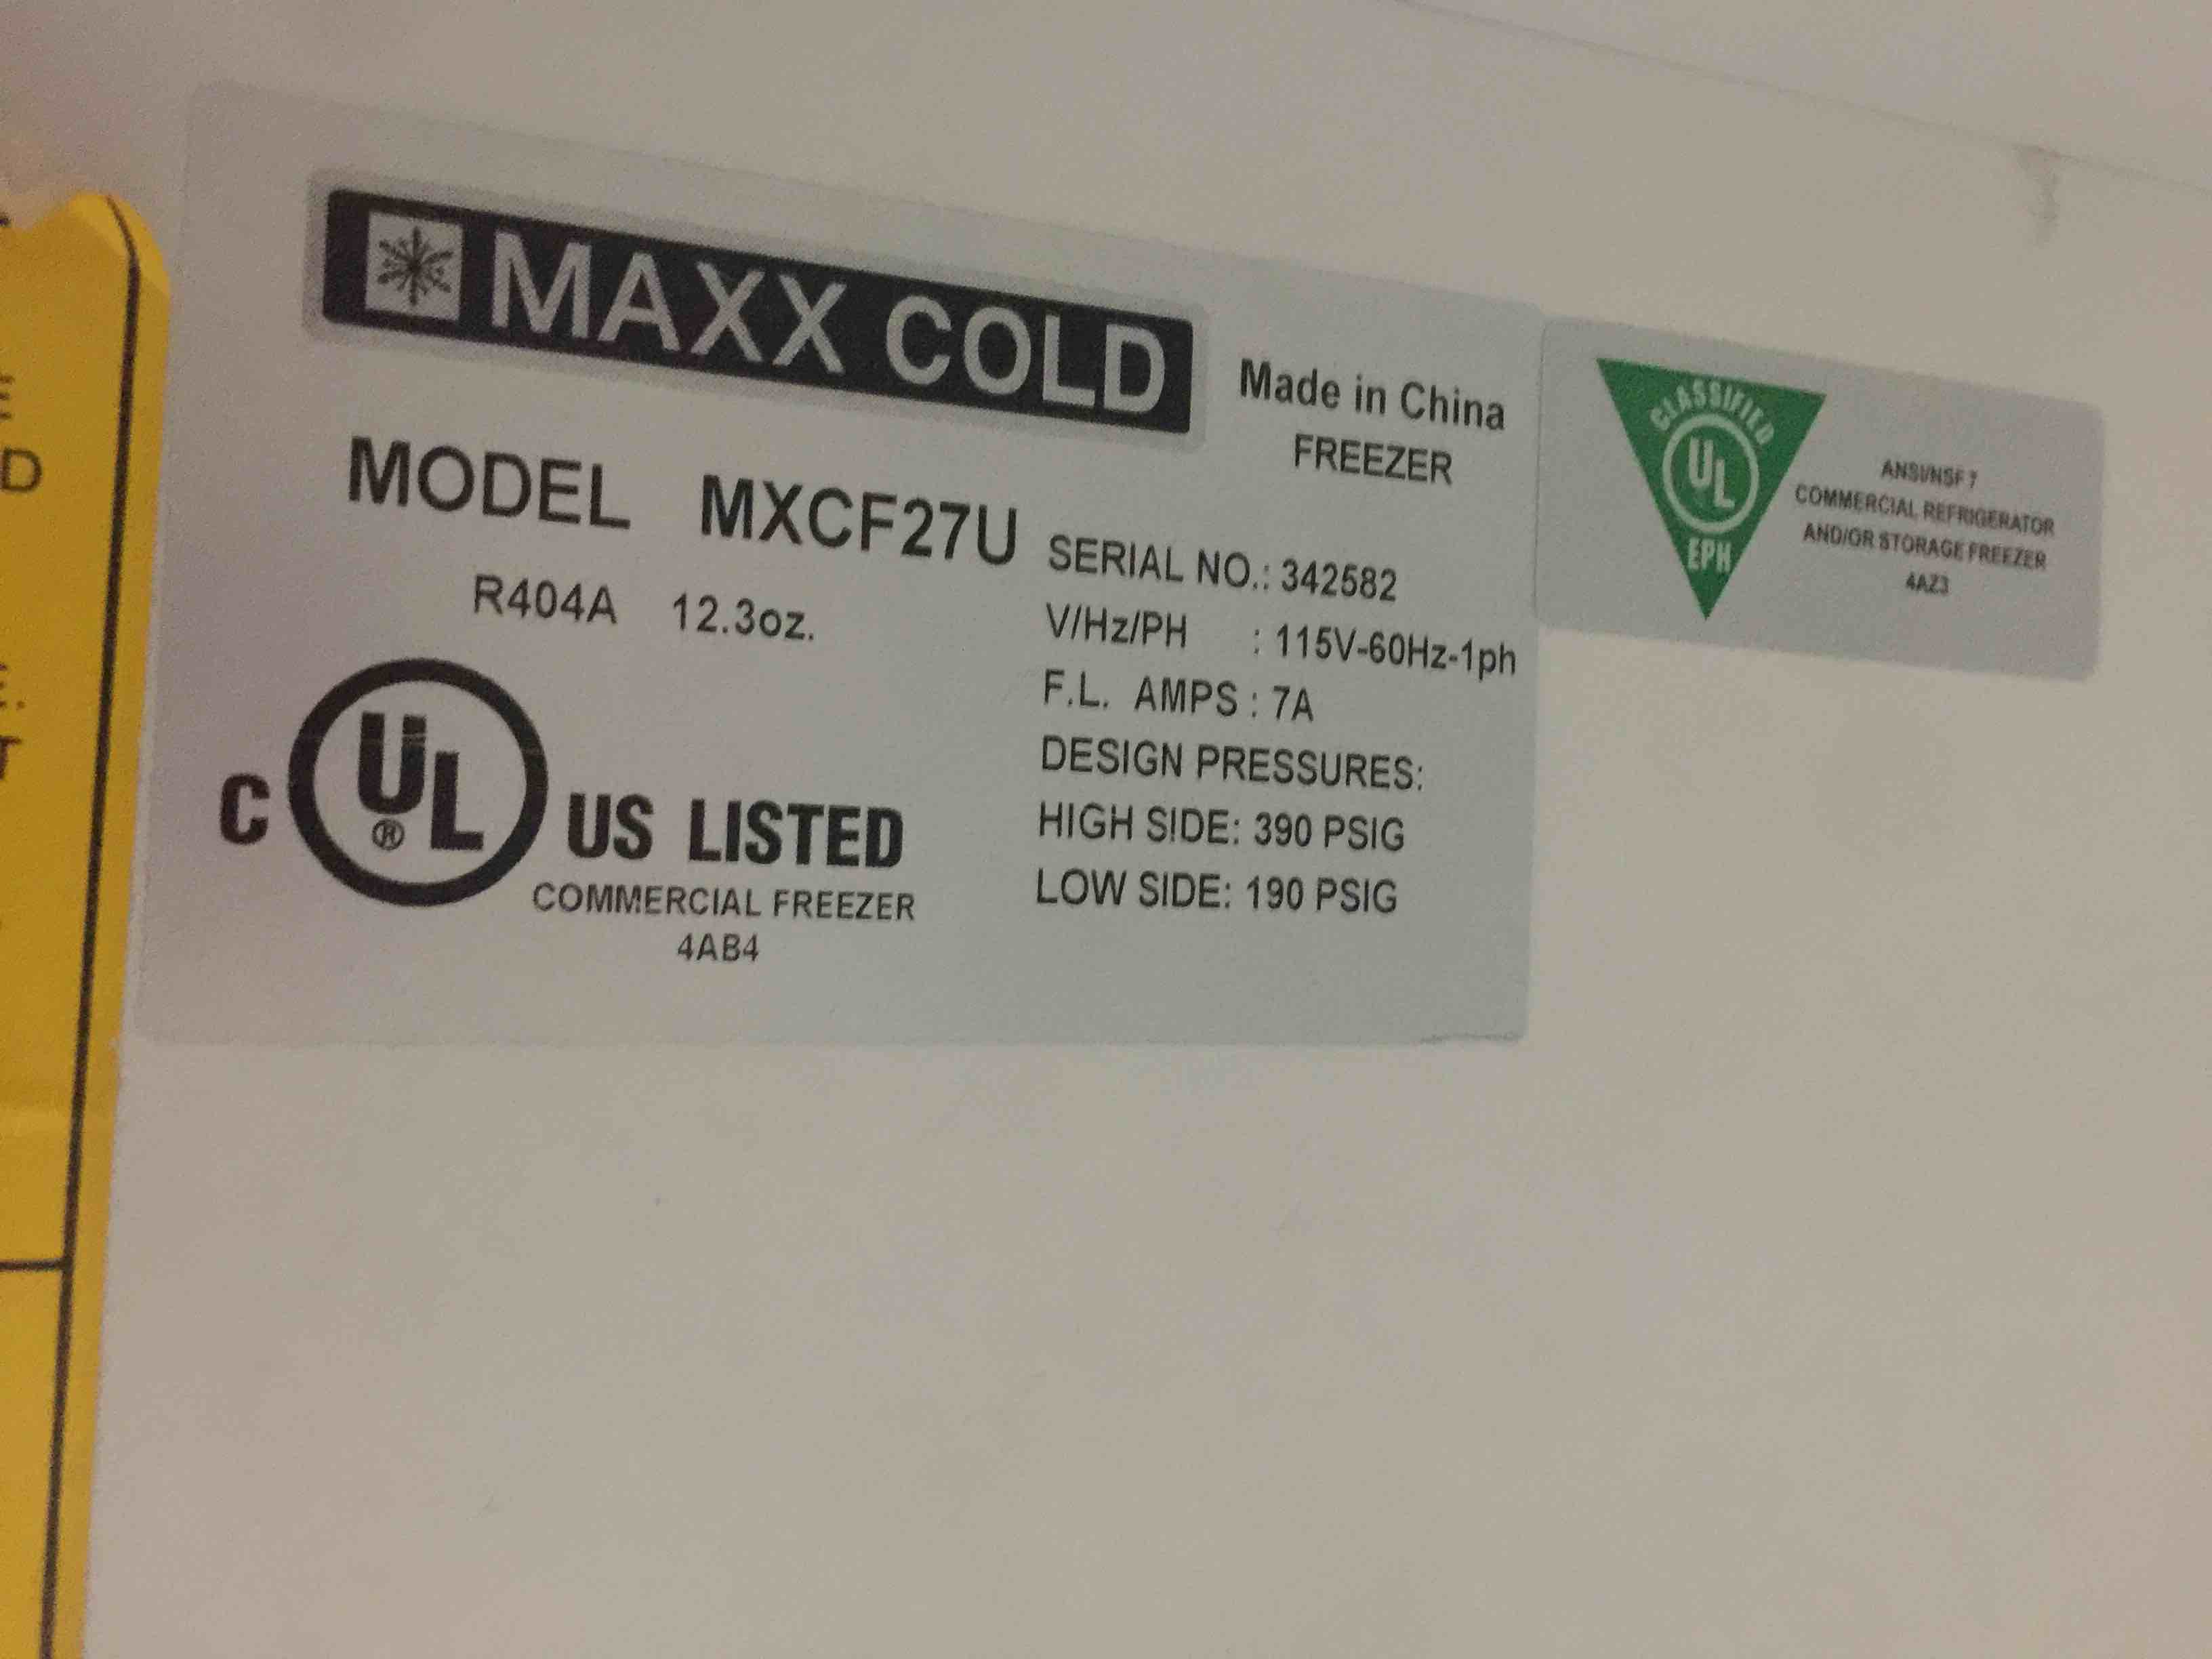 MAXX COLD
Made in China
FREEZER
MODEL MXCF27U
R404A 12.3oz.
SERIAL NO.: 342582
V/Hz/PH : 115V-60Hz-1ph
F.L. AMPS : 7A
DESIGN PRESSURES:
HIGH SIDE: 390 PSIG
LOW SIDE: 190 PSIG
C UL® US LISTED
COMMERCIAL FREEZER
4AB4
CLASSIFIED
UL
EPH
ANSI/NSF 7
COMMERCIAL REFRIGERATOR
AND/OR STORAGE FREEZER
4AZ3
D
T